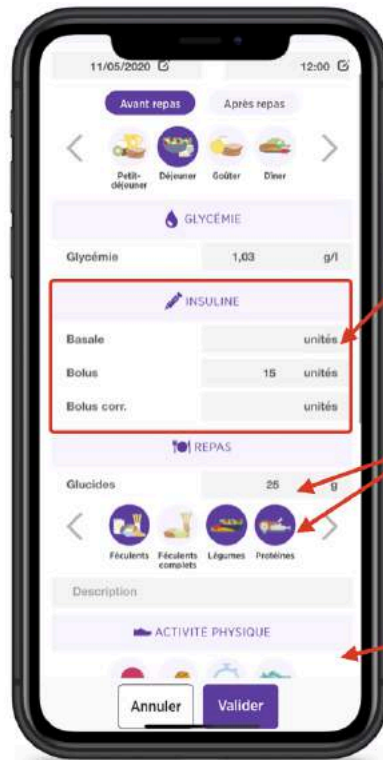 11/05/2020 12:00
Avant repas Après repas
Petit-déjeuner Déjeuner Goûter Dîner
GLYCÉMIE
Glycémie 1,03 g/l
INSULINE
Basale unités
Bolus 15 unités
Bolus corr. unités
REPAS
Glucides 25 g
Féculents Féculents complets Légumes Protéines
Description
ACTIVITÉ PHYSIQUE
Annuler Valider